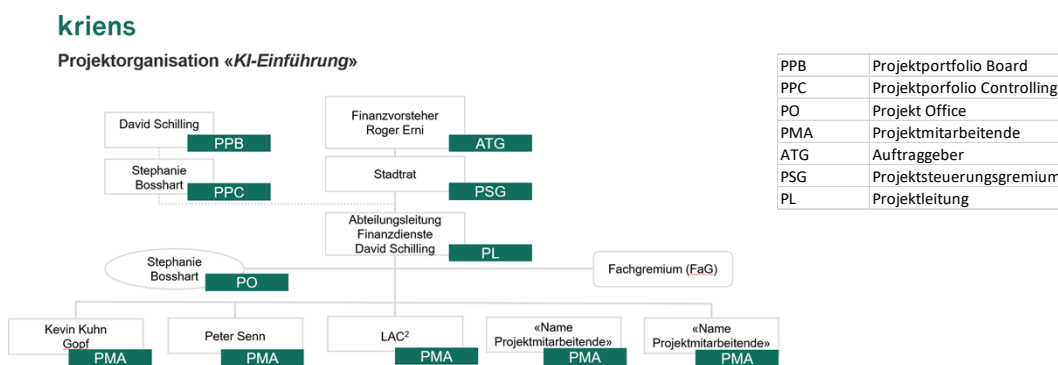 kriens
Projektorganisation «KI-Einführung»
David Schilling
PPB
Finanzvorsteher
Roger Erni
ATG
Stephanie
Bosshart
PPC
Stadtrat
PSG
Abteilungsleitung
Finanzdienste
David Schilling
PL
Stephanie
Bosshart
PO
Fachgremium (FaG)
Kevin Kuhn
Gopf
PMA
Peter Senn
PMA
LAC²
PMA
«Name
Projektmitarbeitende»
PMA
«Name
Projektmitarbeitende»
PMA
PPB Projektportfolio Board
PPC Projektporfolio Controlling
PO Projekt Office
PMA Projektmitarbeitende
ATG Auftraggeber
PSG Projektsteuerungsgremium
PL Projektleitung